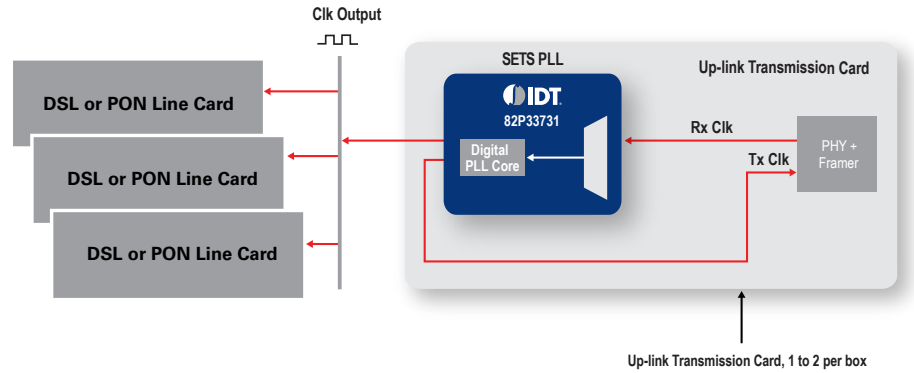 Clk Output
SETS PLL
Up-link Transmission Card
DSL or PON Line Card
IDT.
82P33731
Rx Clk
Digital
PLL Core
PHY +
Framer
Tx Clk
DSL or PON Line Card
DSL or PON Line Card
Up-link Transmission Card, 1 to 2 per box